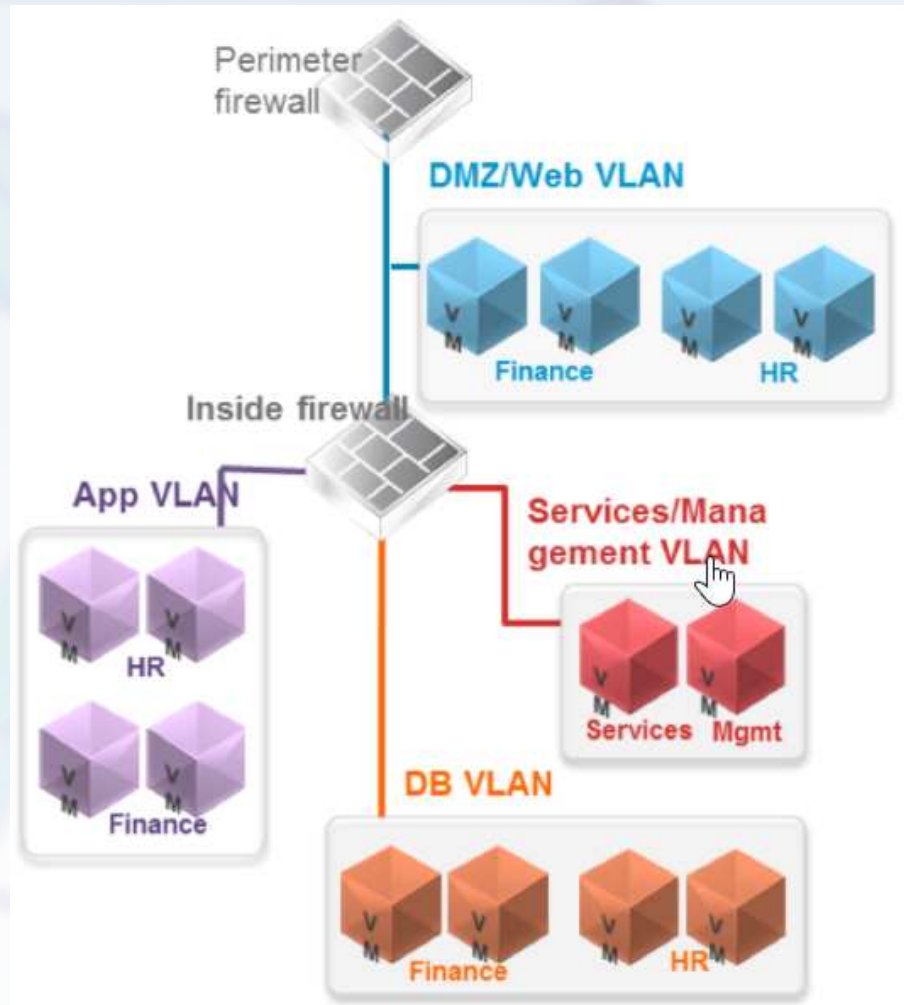 Perimeter
firewall
DMZ/Web VLAN
V
M
V
M
V
M
V
M
Finance
HR
Inside firewall
App VLAN
V
M
V
M
HR
V
M
V
M
Finance
Services/Mana
gement VLAN
V
M
V
M
Services
Mgmt
DB VLAN
V
M
V
M
V
M
V
M
Finance
HR